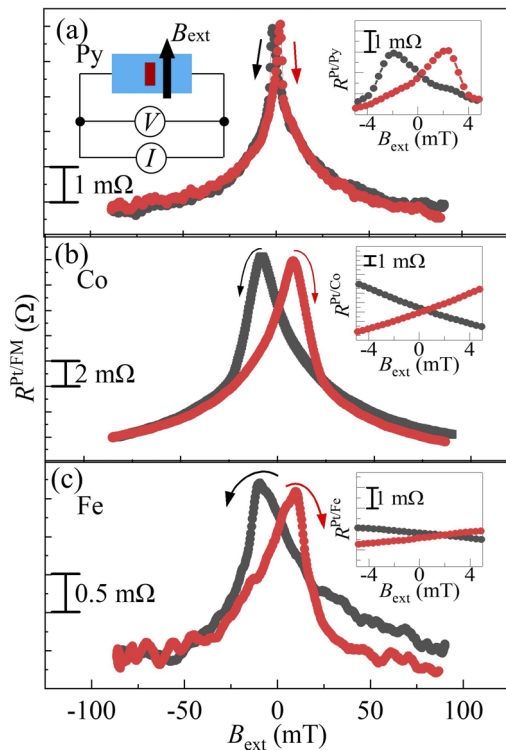 (a)
Py
B_ext
V
I
1 mΩ
1 mΩ
R^Pt/Py
-4 0 4
B_ext (mT)
(b)
Co
2 mΩ
1 mΩ
R^Pt/Co
-4 0 4
B_ext (mT)
(c)
Fe
0.5 mΩ
1 mΩ
R^Pt/Fe
-4 0 4
B_ext (mT)
R^Pt/FM (Ω)
-100 -50 0 50 100
B_ext (mT)